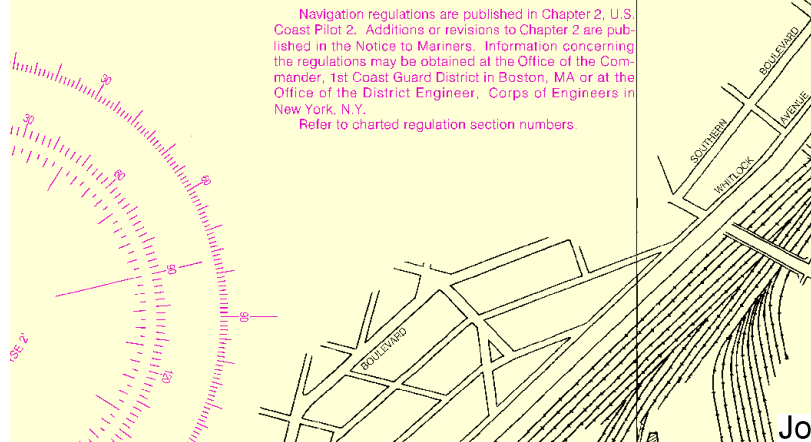 Navigation regulations are published in Chapter 2, U.S.
Coast Pilot 2. Additions or revisions to Chapter 2 are pub-
lished in the Notice to Mariners. Information concerning
the regulations may be obtained at the Office of the Com-
mander, 1st Coast Guard District in Boston, MA or at the
Office of the District Engineer, Corps of Engineers in
New York, N.Y.
Refer to charted regulation section numbers.
BOULEVARD
AVENUE
SOUTHERN
WHITLOCK
30
30
60
60
90
90
120
RSE 2'
BOULEVARD
Jo